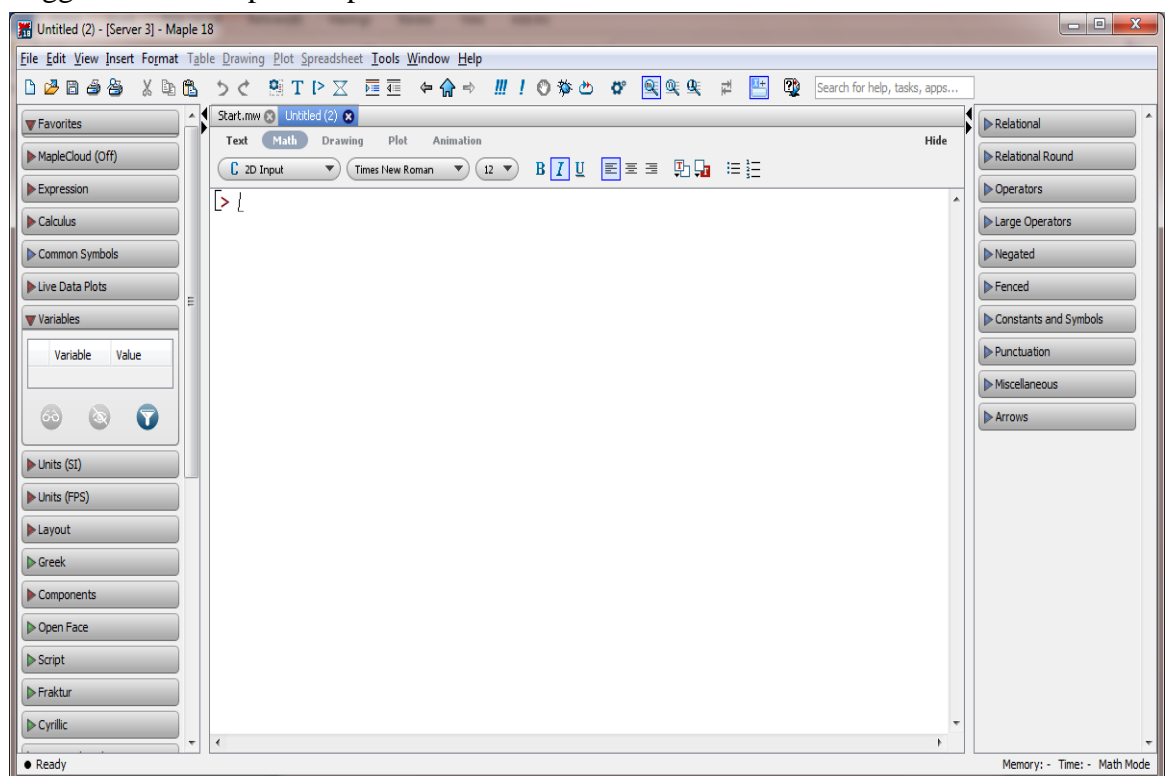 Untitled (2) - [Server 3] - Maple 18
File Edit View Insert Format Table Drawing Plot Spreadsheet Tools Window Help
Search for help, tasks, apps...
Favorites
MapleCloud (Off)
Expression
Calculus
Common Symbols
Live Data Plots
Variables
Variable Value
Units (SI)
Units (FPS)
Layout
Greek
Components
Open Face
Script
Fraktur
Cyrillic
Start.mw Untitled (2)
Text Math Drawing Plot Animation Hide
C 2D Input Times New Roman 12 B I U
[>
Relational
Relational Round
Operators
Large Operators
Negated
Fenced
Constants and Symbols
Punctuation
Miscellaneous
Arrows
Ready
Memory: - Time: - Math Mode